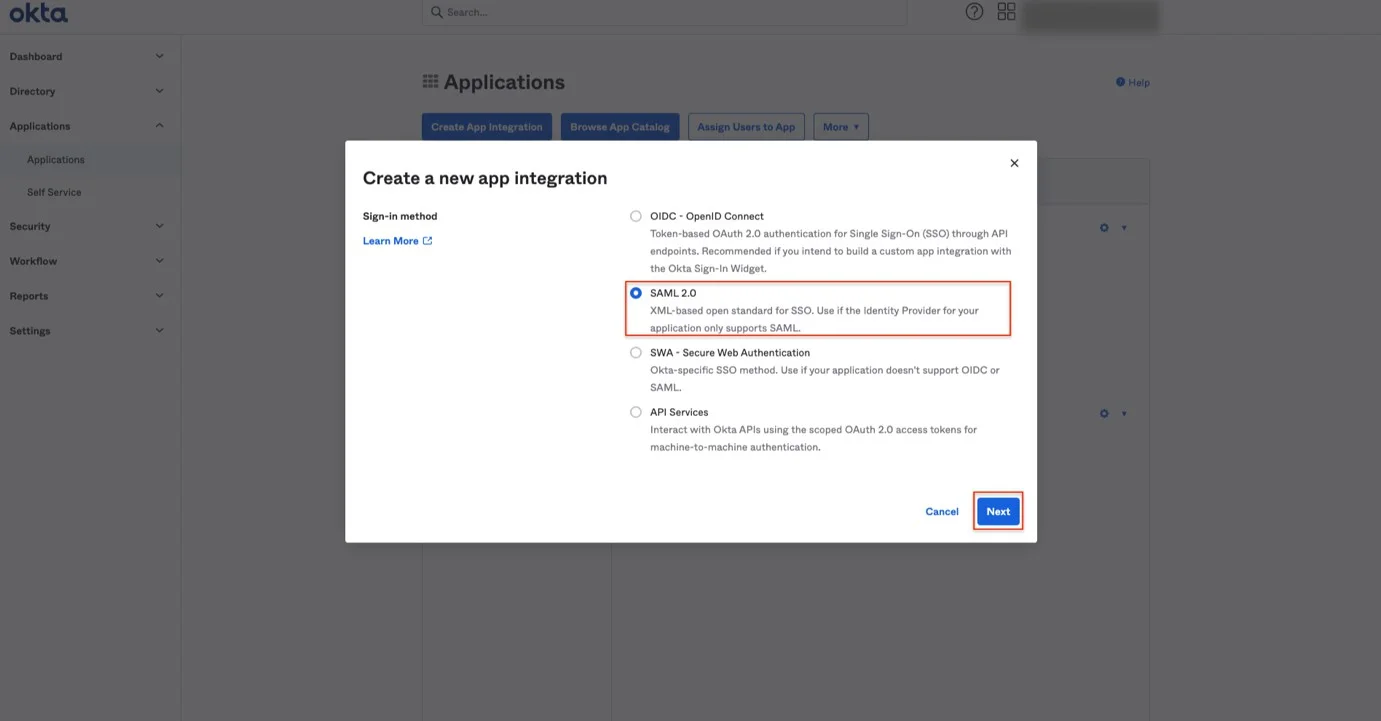 okta
Search...
Dashboard
Directory
Applications
Applications
Self Service
Security
Workflow
Reports
Settings
Applications
Help
Create App Integration
Browse App Catalog
Assign Users to App
More
Create a new app integration
Sign-in method
Learn More
OIDC - OpenID Connect
Token-based OAuth 2.0 authentication for Single Sign-On (SSO) through API
endpoints. Recommended if you intend to build a custom app integration with
the Okta Sign-In Widget.
SAML 2.0
XML-based open standard for SSO. Use if the Identity Provider for your
application only supports SAML.
SWA - Secure Web Authentication
Okta-specific SSO method. Use if your application doesn't support OIDC or
SAML.
API Services
Interact with Okta APIs using the scoped OAuth 2.0 access tokens for
machine-to-machine authentication.
Cancel
Next